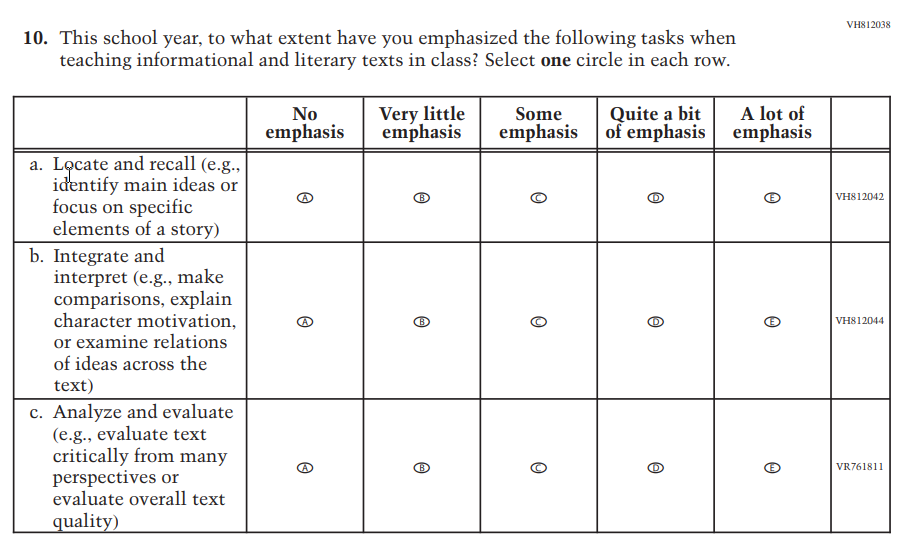 VH812038
10. This school year, to what extent have you emphasized the following tasks when
teaching informational and literary texts in class? Select one circle in each row.
No
emphasis
Very little
emphasis
Some
emphasis
Quite a bit
of emphasis
A lot of
emphasis
a. Locate and recall (e.g.,
identify main ideas or
focus on specific
elements of a story)
A B C D E VH812042
b. Integrate and
interpret (e.g., make
comparisons, explain
character motivation,
or examine relations
of ideas across the
text)
A B C D E VH812044
c. Analyze and evaluate
(e.g., evaluate text
critically from many
perspectives or
evaluate overall text
quality)
A B C D E VR761811